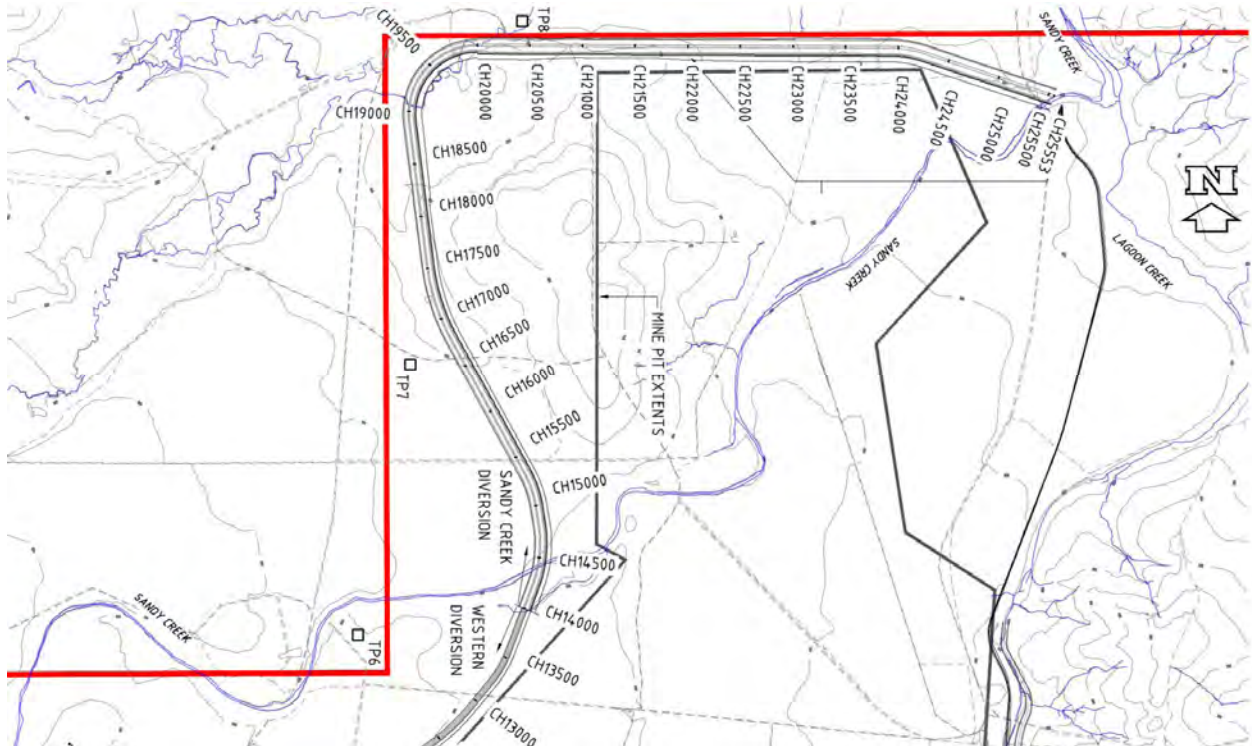 CH19500
TP8
SANDY CREEK
CH19000
CH20000
CH20500
CH21000
CH21500
CH22000
CH22500
CH23000
CH23500
CH24000
CH24500
CH25000
CH25500
CH25553
N
CH18500
CH18000
CH17500
CH17000
CH16500
CH16000
CH15500
CH15000
CH14500
CH14000
CH13500
CH13000
SANDY CREEK
LAGOON CREEK
MINE PIT EXTENTS
TP7
SANDY CREEK
DIVERSION
WESTERN
DIVERSION
SANDY CREEK
TP6